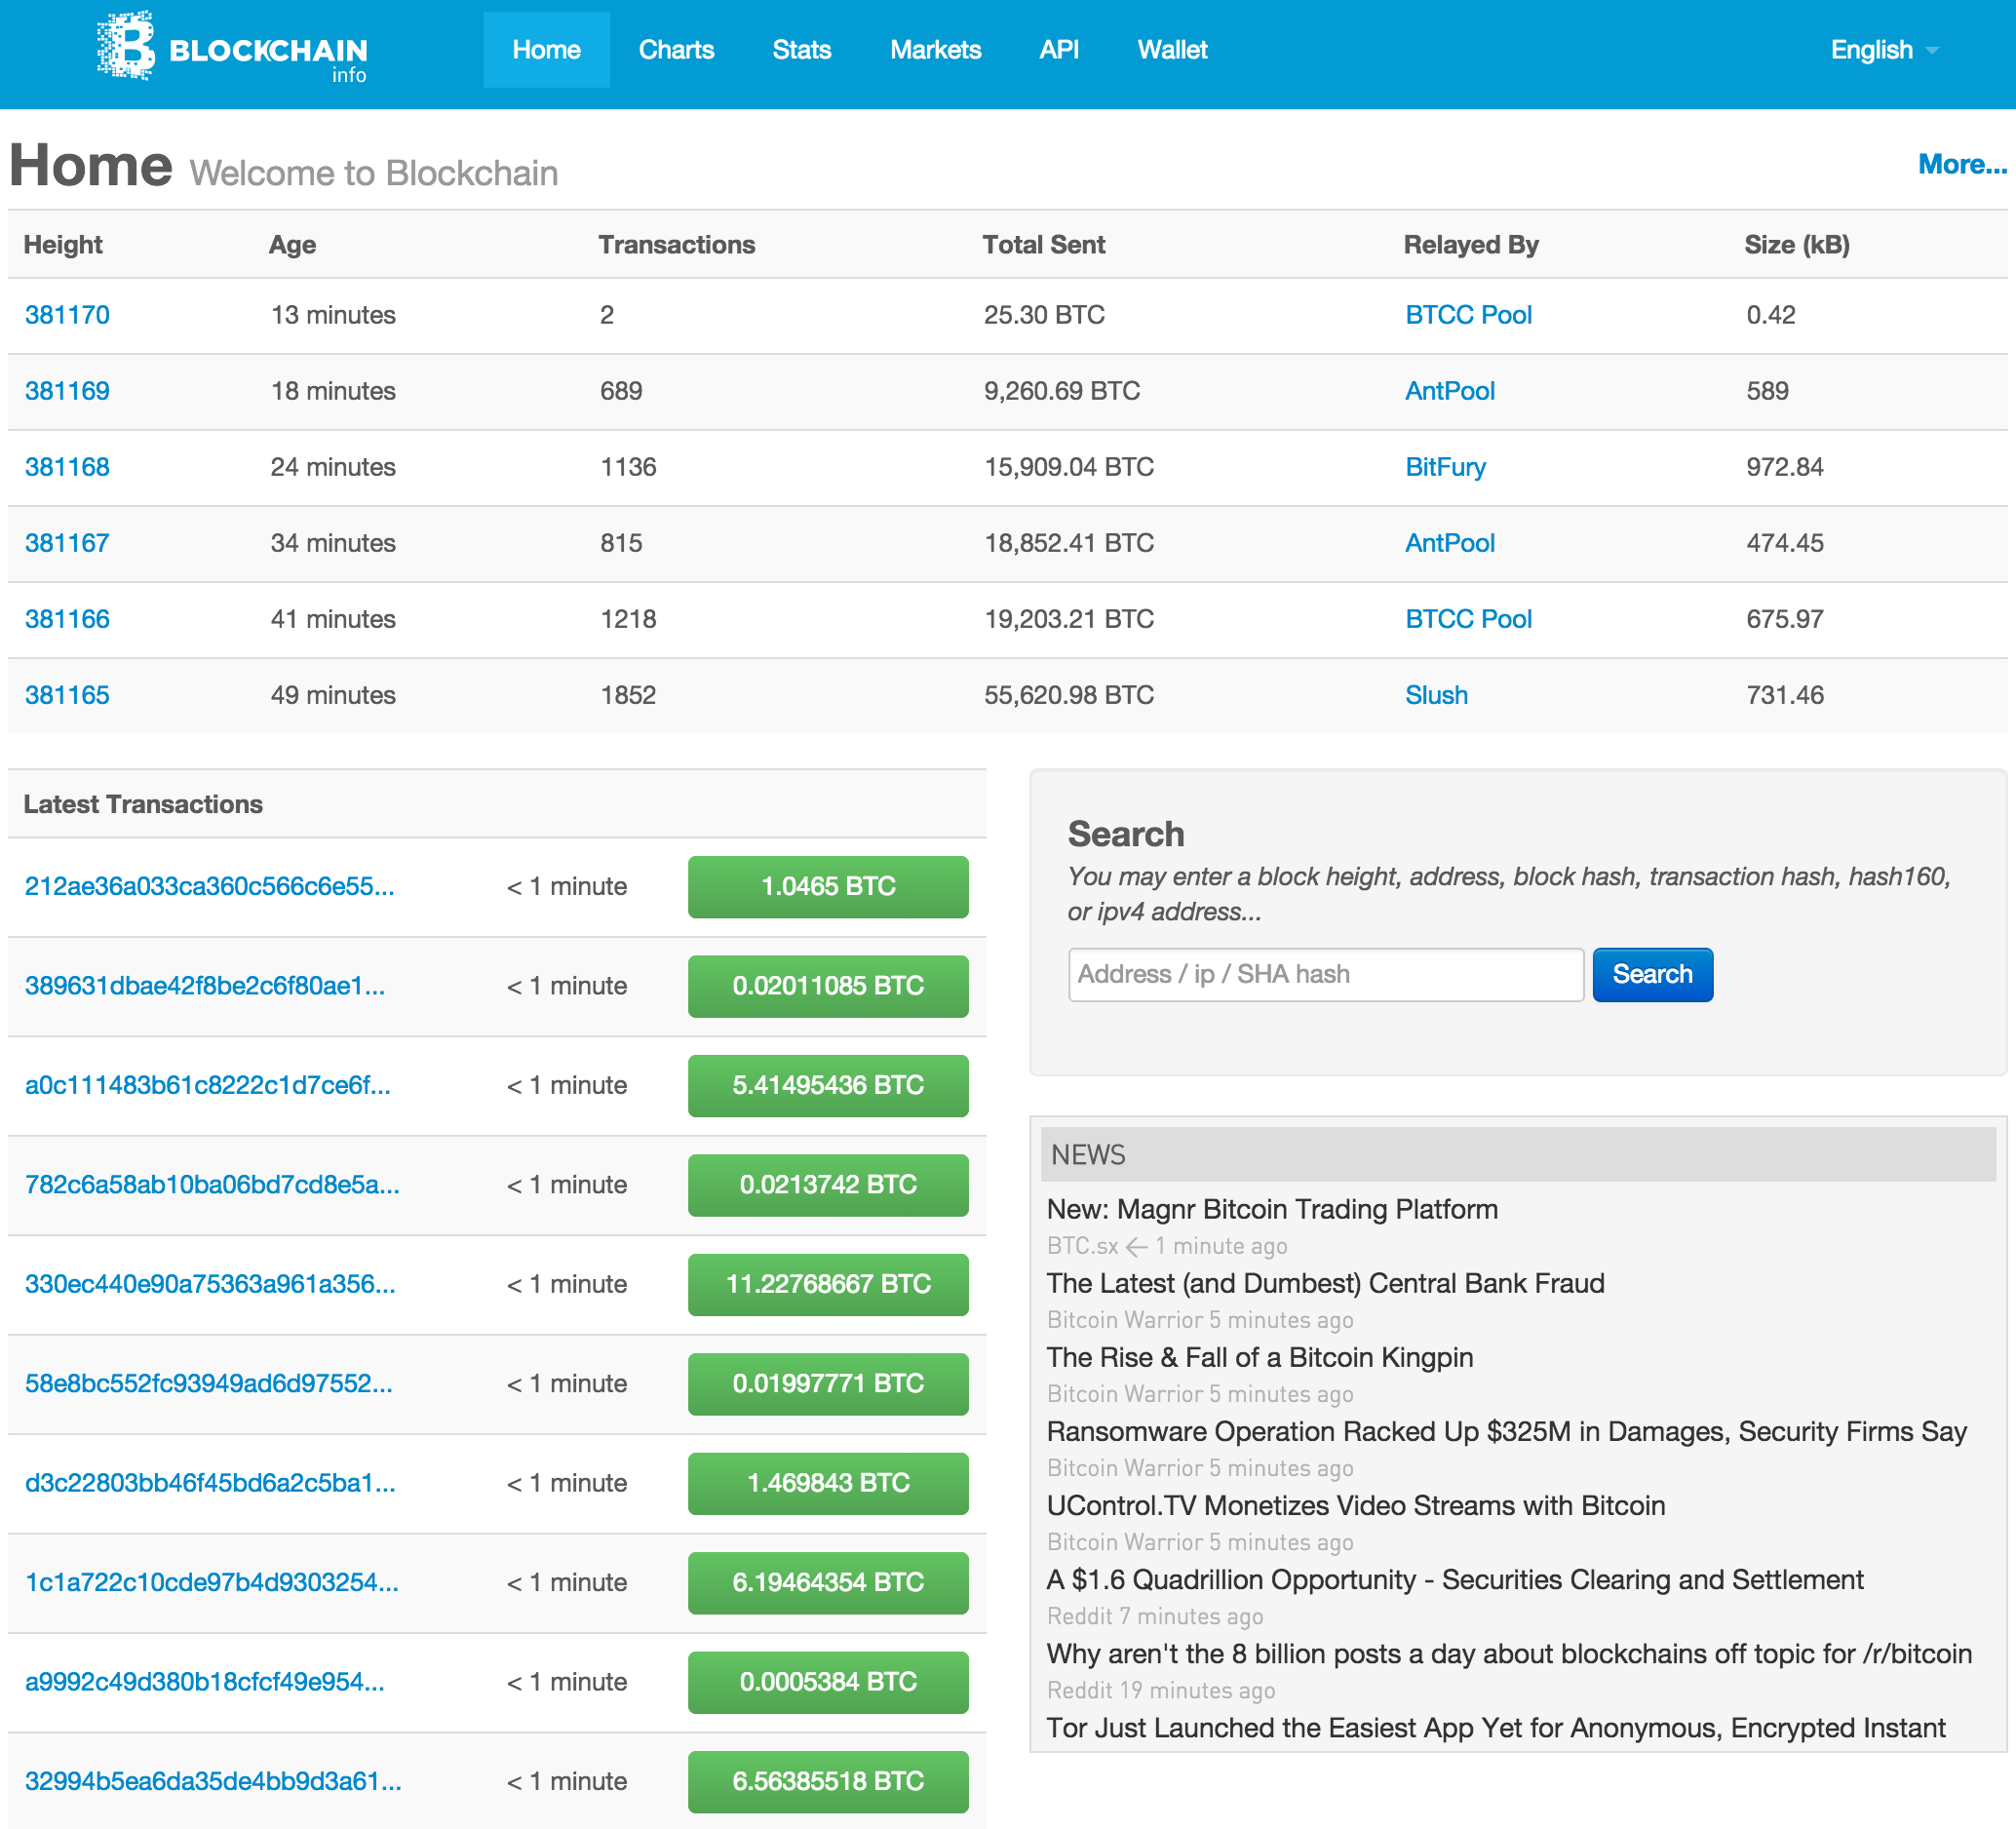 BLOCKCHAIN
info
Home Charts Stats Markets API Wallet English
Home Welcome to Blockchain More...
Height Age Transactions Total Sent Relayed By Size (kB)
381170 13 minutes 2 25.30 BTC BTCC Pool 0.42
381169 18 minutes 689 9,260.69 BTC AntPool 589
381168 24 minutes 1136 15,909.04 BTC BitFury 972.84
381167 34 minutes 815 18,852.41 BTC AntPool 474.45
381166 41 minutes 1218 19,203.21 BTC BTCC Pool 675.97
381165 49 minutes 1852 55,620.98 BTC Slush 731.46
Latest Transactions
212ae36a033ca360c566c6e55... < 1 minute 1.0465 BTC
389631dbae42f8be2c6f80ae1... < 1 minute 0.02011085 BTC
a0c111483b61c8222c1d7ce6f... < 1 minute 5.41495436 BTC
782c6a58ab10ba06bd7cd8e5a... < 1 minute 0.0213742 BTC
330ec440e90a75363a961a356... < 1 minute 11.22768667 BTC
58e8bc552fc93949ad6d97552... < 1 minute 0.01997771 BTC
d3c22803bb46f45bd6a2c5ba1... < 1 minute 1.469843 BTC
1c1a722c10cde97b4d9303254... < 1 minute 6.19464354 BTC
a9992c49d380b18cfcf49e954... < 1 minute 0.0005384 BTC
32994b5ea6da35de4bb9d3a61... < 1 minute 6.56385518 BTC
Search
You may enter a block height, address, block hash, transaction hash, hash160,
or ipv4 address...
Address / ip / SHA hash Search
NEWS
New: Magnr Bitcoin Trading Platform
BTC.sx ← 1 minute ago
The Latest (and Dumbest) Central Bank Fraud
Bitcoin Warrior 5 minutes ago
The Rise & Fall of a Bitcoin Kingpin
Bitcoin Warrior 5 minutes ago
Ransomware Operation Racked Up $325M in Damages, Security Firms Say
Bitcoin Warrior 5 minutes ago
UControl.TV Monetizes Video Streams with Bitcoin
Bitcoin Warrior 5 minutes ago
A $1.6 Quadrillion Opportunity - Securities Clearing and Settlement
Reddit 7 minutes ago
Why aren't the 8 billion posts a day about blockchains off topic for /r/bitcoin
Reddit 19 minutes ago
Tor Just Launched the Easiest App Yet for Anonymous, Encrypted Instant